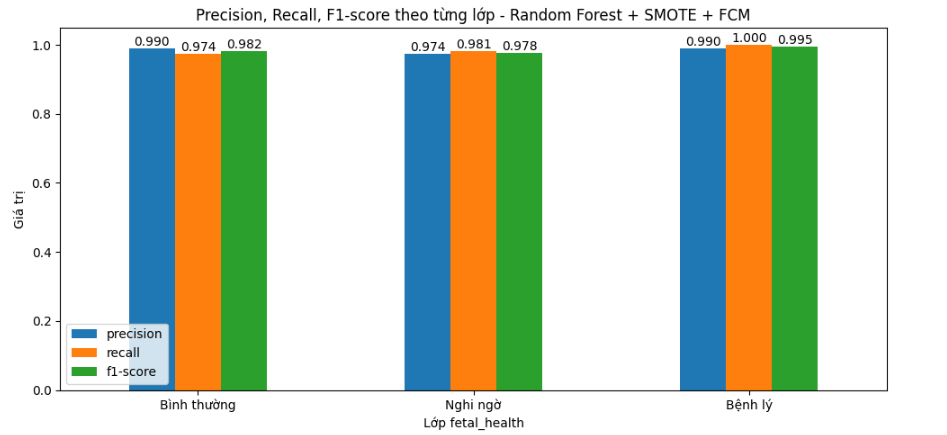 Precision, Recall, F1-score theo từng lớp - Random Forest + SMOTE + FCM
Giá trị
1.0
0.8
0.6
0.4
0.2
0.0
0.990
0.974
0.982
0.974
0.981
0.978
0.990
1.000
0.995
precision
recall
f1-score
Bình thường
Nghi ngờ
Bệnh lý
Lớp fetal_health